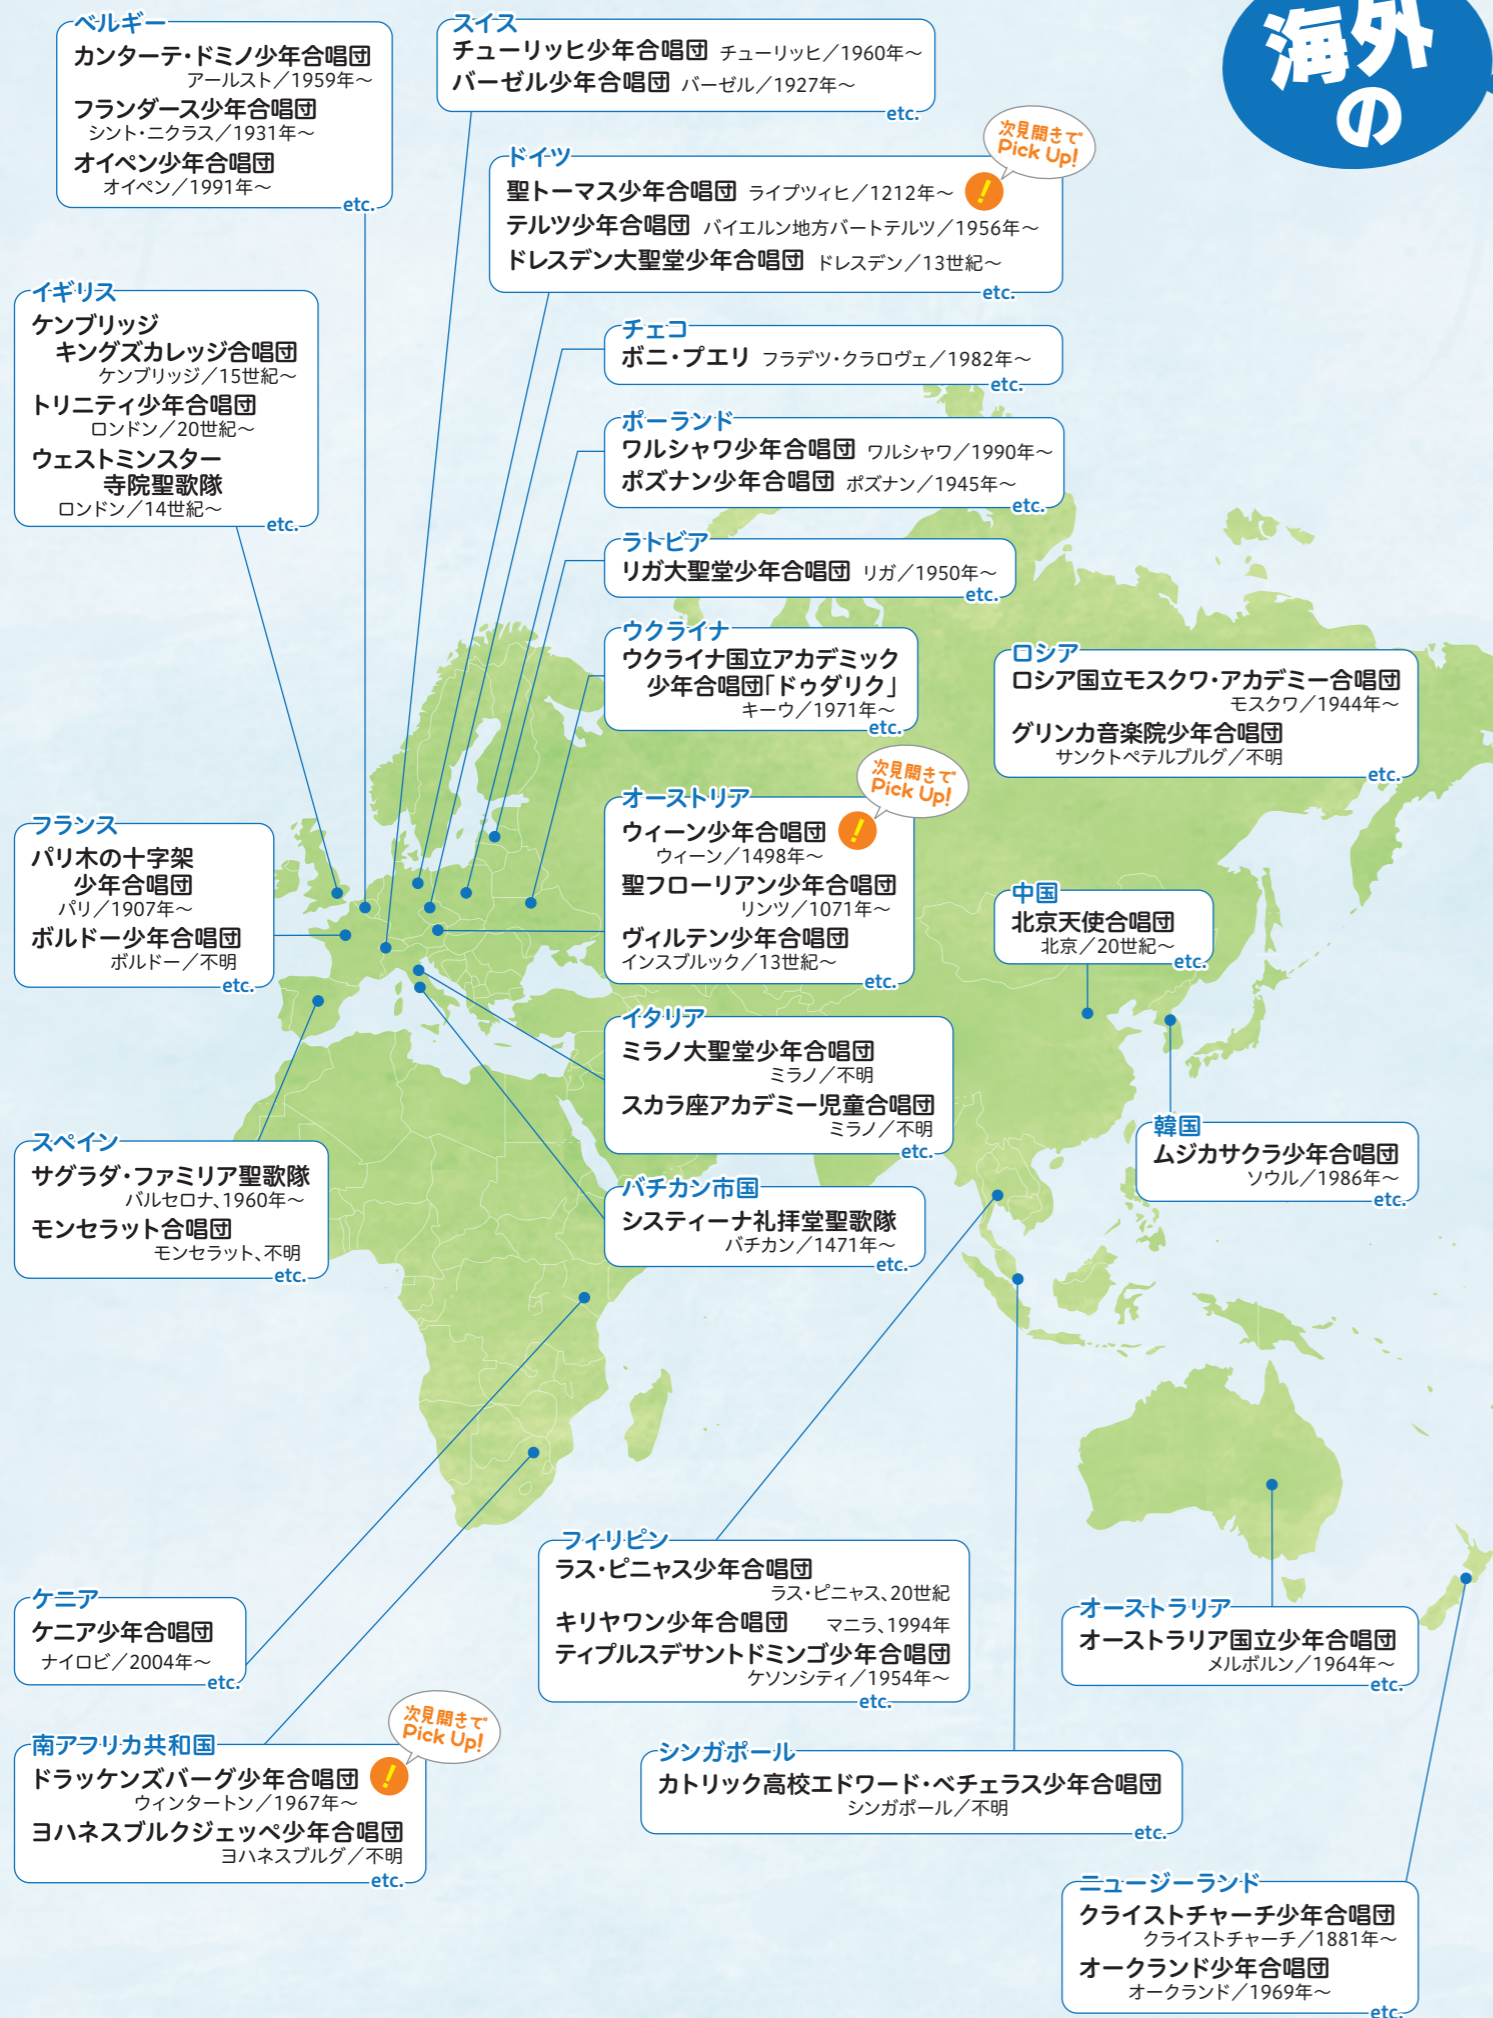 海外
の
ベルギー
カンターテ・ドミノ少年合唱団
アールスト／1959年～
フランダース少年合唱団
シント・ニクラス／1931年～
オイペン少年合唱団
オイペン／1991年～
etc.
スイス
チューリッヒ少年合唱団 チューリッヒ／1960年～
バーゼル少年合唱団 バーゼル／1927年～
etc.
次見開きで
Pick Up!
ドイツ
聖トーマス少年合唱団 ライプツィヒ／1212年～ !
テルツ少年合唱団 バイエルン地方バートテルツ／1956年～
ドレスデン大聖堂少年合唱団 ドレスデン／13世紀～
etc.
イギリス
ケンブリッジ
キングズカレッジ合唱団
ケンブリッジ／15世紀～
トリニティ少年合唱団
ロンドン／20世紀～
ウェストミンスター
寺院聖歌隊
ロンドン／14世紀～
etc.
チェコ
ボニ・プエリ フラデツ・クラロヴェ／1982年～
etc.
ポーランド
ワルシャワ少年合唱団 ワルシャワ／1990年～
ポズナン少年合唱団 ポズナン／1945年～
etc.
ラトビア
リガ大聖堂少年合唱団 リガ／1950年～
etc.
ウクライナ
ウクライナ国立アカデミック
少年合唱団「ドゥダリク」
キーウ／1971年～
etc.
ロシア
ロシア国立モスクワ・アカデミー合唱団
モスクワ／1944年～
グリンカ音楽院少年合唱団
サンクトペテルブルグ／不明
etc.
次見開きで
Pick Up!
オーストリア
ウィーン少年合唱団 !
ウィーン／1498年～
聖フローリアン少年合唱団
リンツ／1071年～
ヴィルテン少年合唱団
インスブルック／13世紀～
etc.
フランス
パリ木の十字架
少年合唱団
パリ／1907年～
ボルドー少年合唱団
ボルドー／不明
etc.
中国
北京天使合唱団
北京／20世紀～
etc.
イタリア
ミラノ大聖堂少年合唱団
ミラノ／不明
スカラ座アカデミー児童合唱団
ミラノ／不明
etc.
韓国
ムジカサクラ少年合唱団
ソウル／1986年～
etc.
スペイン
サグラダ・ファミリア聖歌隊
バルセロナ、1960年～
モンセラット合唱団
モンセラット、不明
etc.
バチカン市国
システィーナ礼拝堂聖歌隊
バチカン／1471年～
etc.
フィリピン
ラス・ピニャス少年合唱団
ラス・ピニャス、20世紀
キリヤワン少年合唱団 マニラ、1994年
ティプルスデサントドミンゴ少年合唱団
ケソンシティ／1954年～
etc.
ケニア
ケニア少年合唱団
ナイロビ／2004年～
etc.
オーストラリア
オーストラリア国立少年合唱団
メルボルン／1964年～
etc.
次見開きで
Pick Up!
南アフリカ共和国
ドラッケンズバーグ少年合唱団 !
ウィンタートン／1967年～
ヨハネスブルクジェッペ少年合唱団
ヨハネスブルグ／不明
etc.
シンガポール
カトリック高校エドワード・ベチェラス少年合唱団
シンガポール／不明
etc.
ニュージーランド
クライストチャーチ少年合唱団
クライストチャーチ／1881年～
オークランド少年合唱団
オークランド／1969年～
etc.